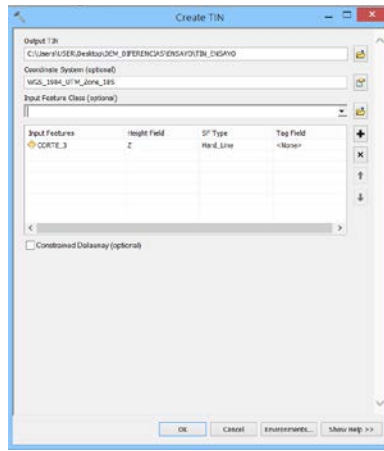 Create TIN
Output TIN
C:\Users\USER\Desktop\DEM_DIFERENCIAS\ENSAYO\TIN_ENSAYO
Coordinate System (optional)
WGS_1984_UTM_Zone_18S
Input Feature Class (optional)
Input Features Height Field SF Type Tag Field
CORTE_3 Z Hard_Line <None>
Constrained Delaunay (optional)
OK Cancel Environments... Show Help >>